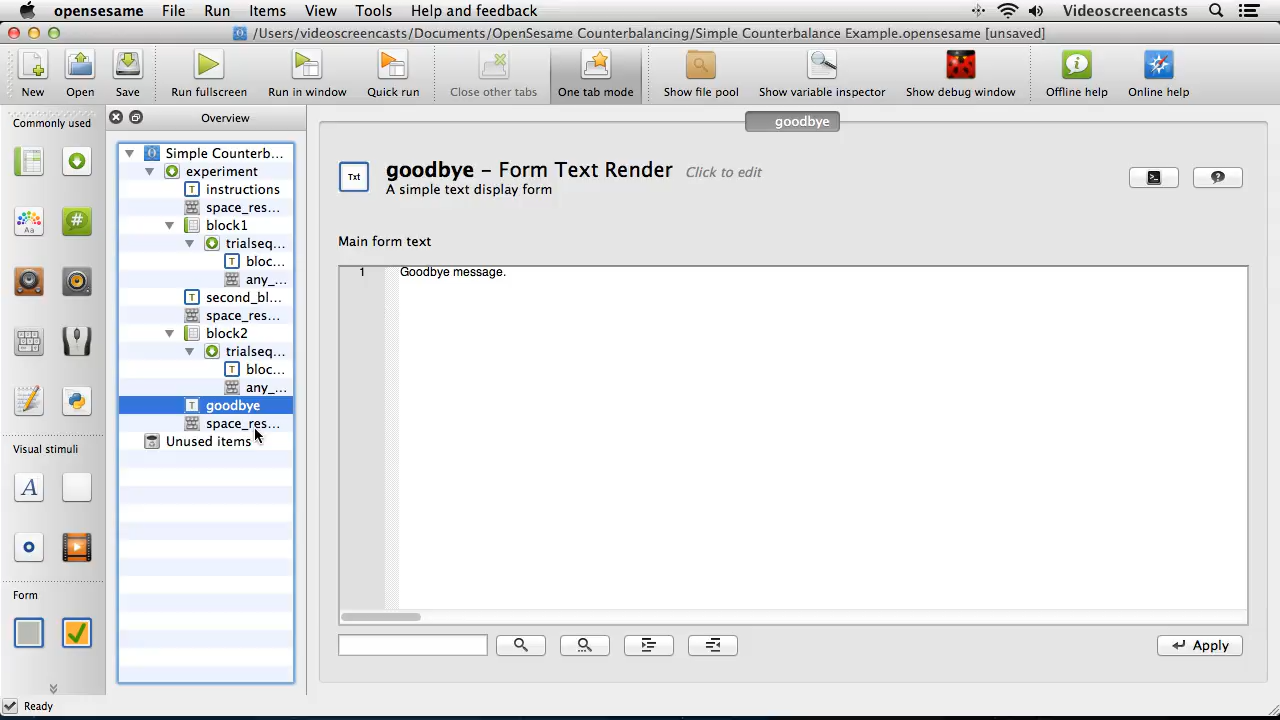 opensesame File Run Items View Tools Help and feedback Videoscreencasts
/Users/videoscreencasts/Documents/OpenSesame Counterbalancing/Simple Counterbalance Example.opensesame [unsaved]
New Open Save Run fullscreen Run in window Quick run Close other tabs One tab mode Show file pool Show variable inspector Show debug window Offline help Online help
Commonly used
Aa
#
Visual stimuli
A
Form
Overview
Simple Counterb...
experiment
T instructions
space_res...
block1
trialseq...
T bloc...
any_...
T second_bl...
space_res...
block2
trialseq...
T bloc...
any_...
T goodbye
space_res...
Unused items
goodbye
Txt
goodbye – Form Text Render Click to edit
A simple text display form
Main form text
1 Goodbye message.
Apply
Ready